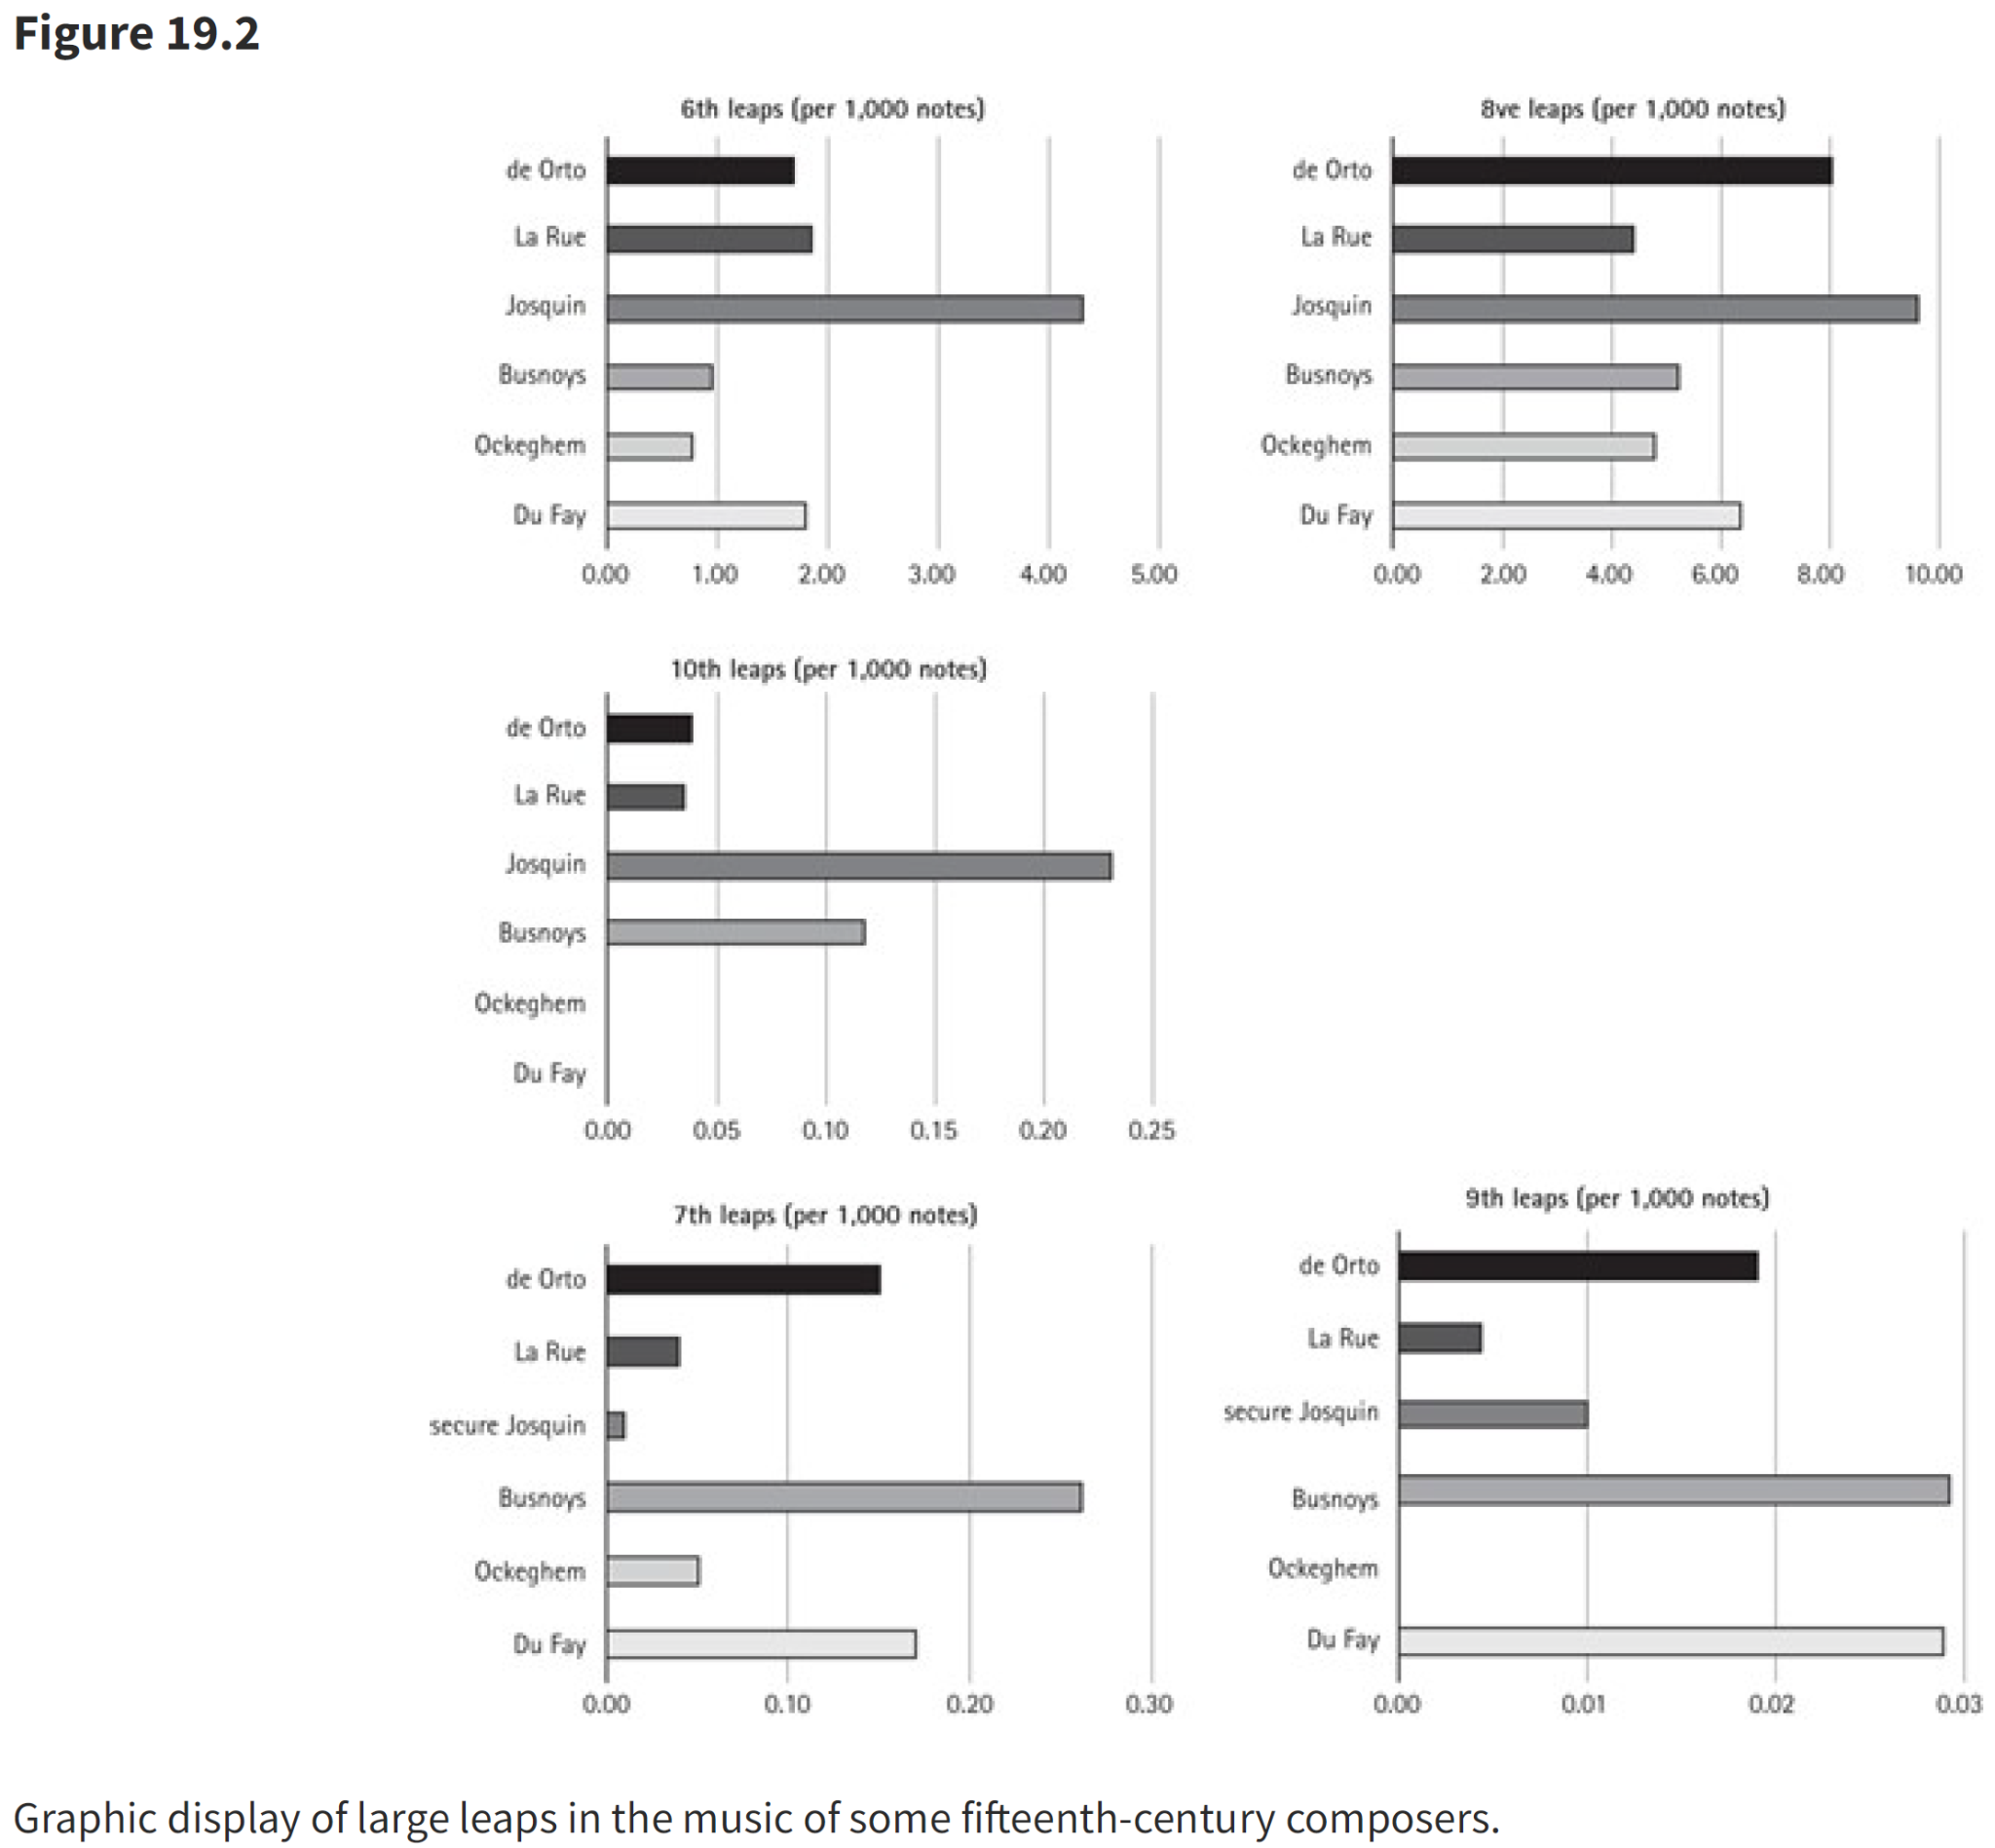 Figure 19.2
6th leaps (per 1,000 notes)
de Orto
La Rue
Josquin
Busnoys
Ockeghem
Du Fay
0.00 1.00 2.00 3.00 4.00 5.00
8ve leaps (per 1,000 notes)
de Orto
La Rue
Josquin
Busnoys
Ockeghem
Du Fay
0.00 2.00 4.00 6.00 8.00 10.00
10th leaps (per 1,000 notes)
de Orto
La Rue
Josquin
Busnoys
Ockeghem
Du Fay
0.00 0.05 0.10 0.15 0.20 0.25
7th leaps (per 1,000 notes)
de Orto
La Rue
secure Josquin
Busnoys
Ockeghem
Du Fay
0.00 0.10 0.20 0.30
9th leaps (per 1,000 notes)
de Orto
La Rue
secure Josquin
Busnoys
Ockeghem
Du Fay
0.00 0.01 0.02 0.03
Graphic display of large leaps in the music of some fifteenth-century composers.